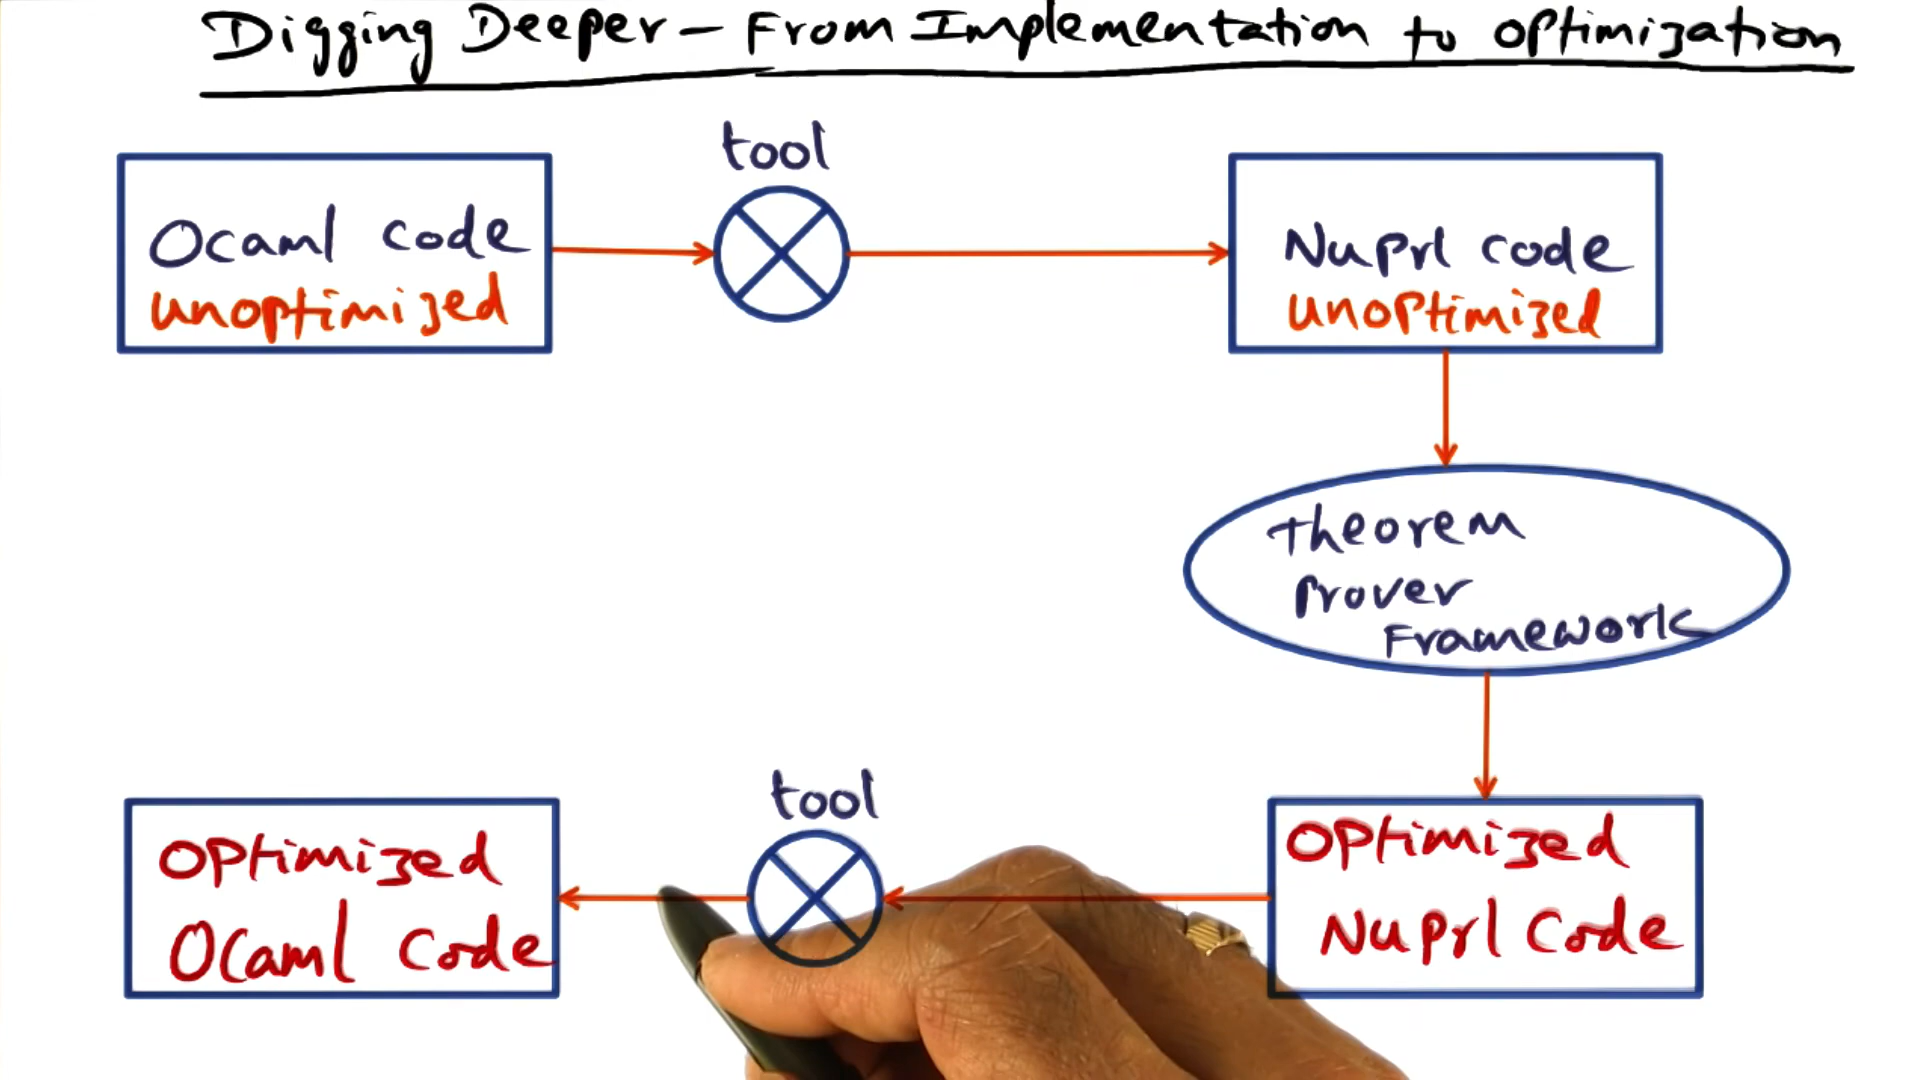 Digging Deeper - From Implementation to Optimization
tool
Ocaml code
unoptimized
Nuprl code
unoptimized
theorem
prover
Framework
tool
Optimized
OCaml Code
Optimized
Nuprl Code